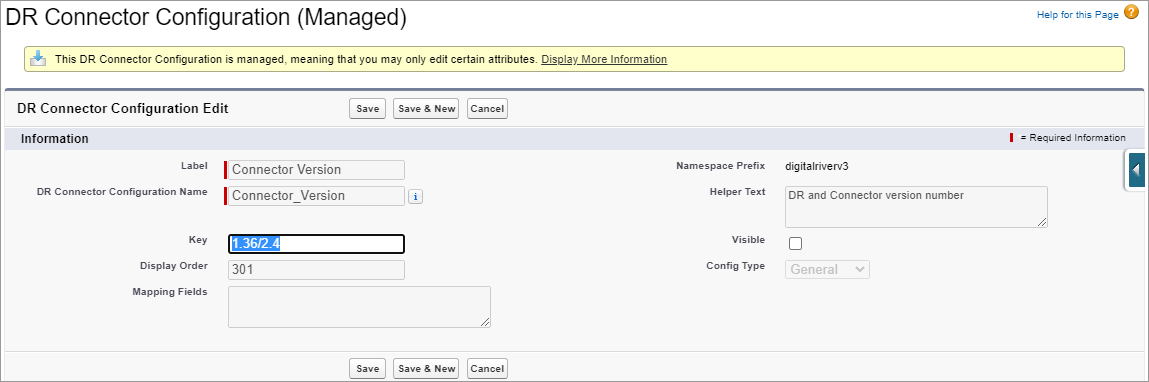 DR Connector Configuration (Managed)
Help for this Page ?
This DR Connector Configuration is managed, meaning that you may only edit certain attributes. Display More Information
DR Connector Configuration Edit
Save Save & New Cancel
Information
= Required Information
Label Connector Version
Namespace Prefix digitalriverv3
DR Connector Configuration Name Connector_Version i
Helper Text DR and Connector version number
Key 1.36/2.4
Visible
Display Order 301
Config Type General
Mapping Fields
Save Save & New Cancel